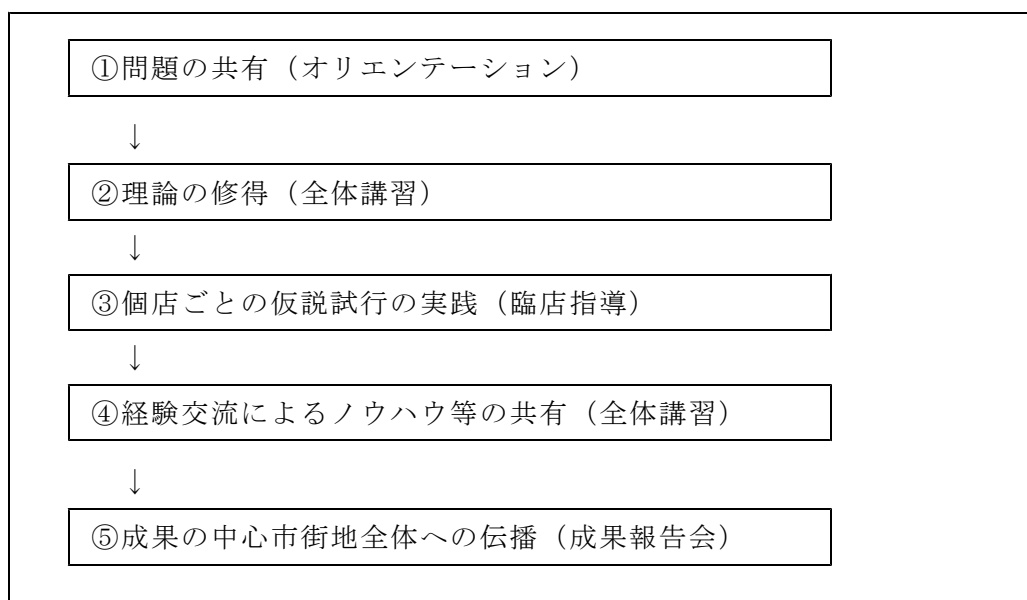 ①問題の共有（オリエンテーション）
↓
②理論の修得（全体講習）
↓
③個店ごとの仮説試行の実践（臨店指導）
↓
④経験交流によるノウハウ等の共有（全体講習）
↓
⑤成果の中心市街地全体への伝播（成果報告会）